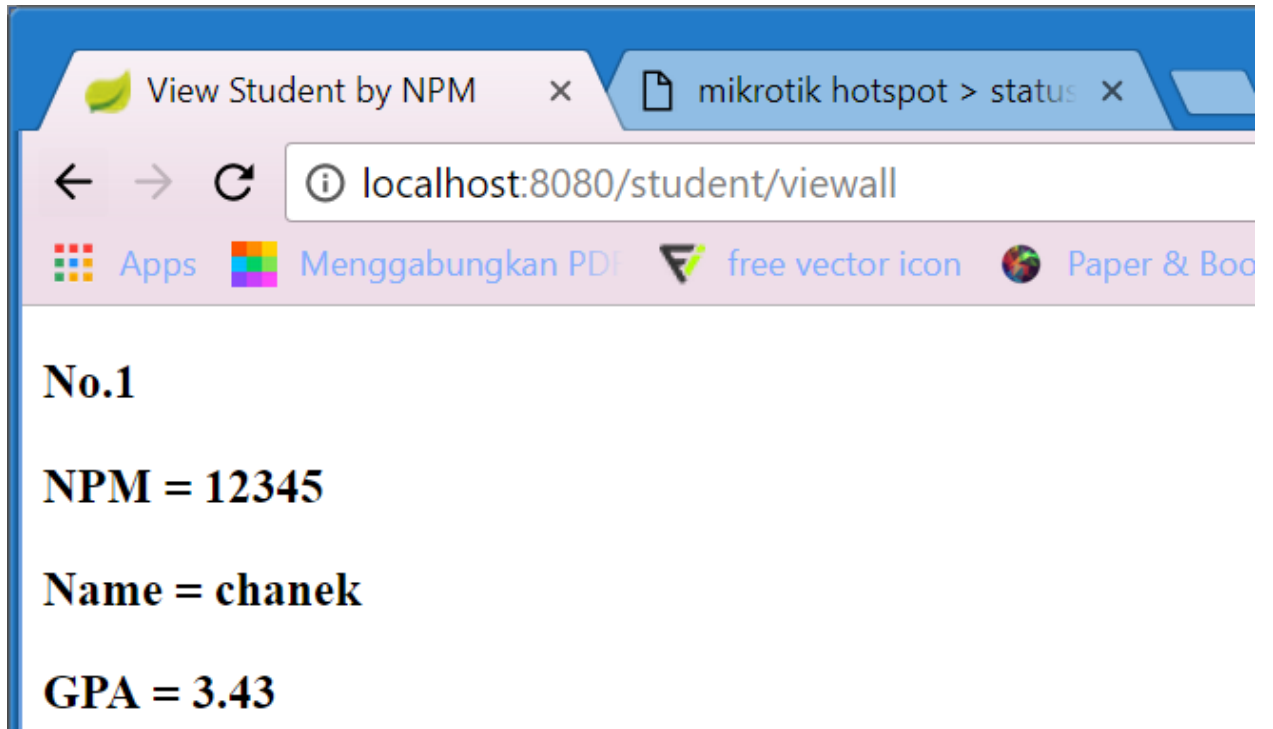 View Student by NPM mikrotik hotspot > status
localhost:8080/student/viewall
Apps Menggabungkan PDF free vector icon Paper & Boo
No.1
NPM = 12345
Name = chanek
GPA = 3.43